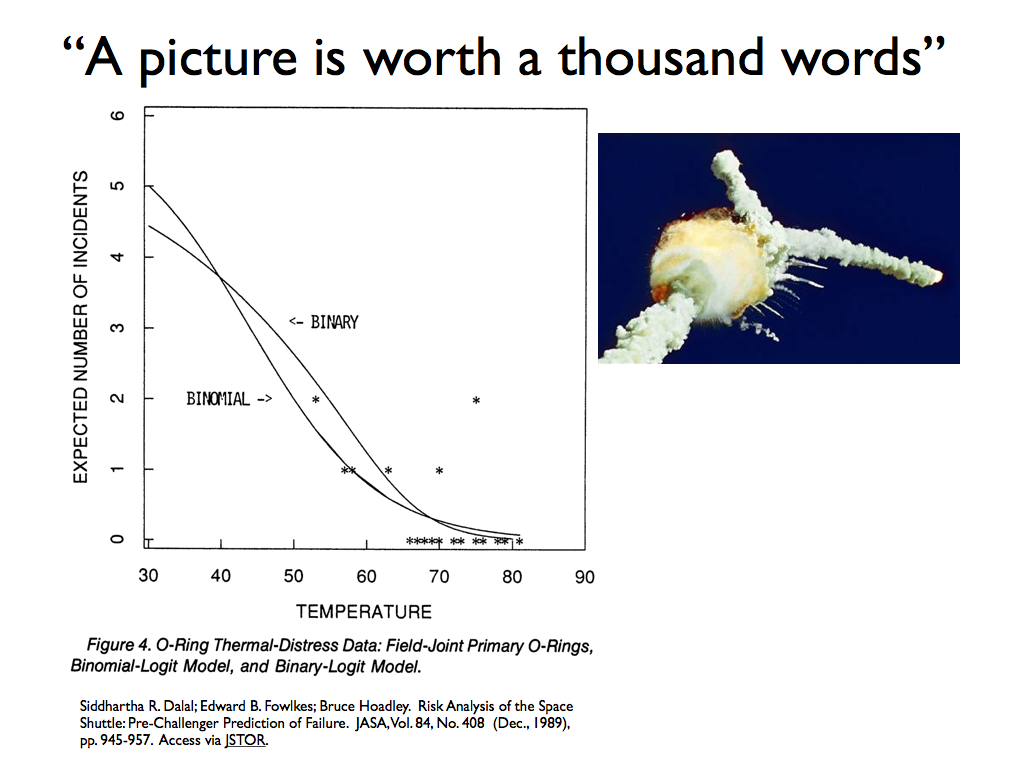 “A picture is worth a thousand words”
6
5
4
3
2
1
0
EXPECTED NUMBER OF INCIDENTS
<- BINARY
BINOMIAL ->
30 40 50 60 70 80 90
TEMPERATURE
Figure 4. O-Ring Thermal-Distress Data: Field-Joint Primary O-Rings,
Binomial-Logit Model, and Binary-Logit Model.
Siddhartha R. Dalal; Edward B. Fowlkes; Bruce Hoadley. Risk Analysis of the Space
Shuttle: Pre-Challenger Prediction of Failure. JASA, Vol. 84, No. 408 (Dec., 1989),
pp. 945-957. Access via JSTOR.